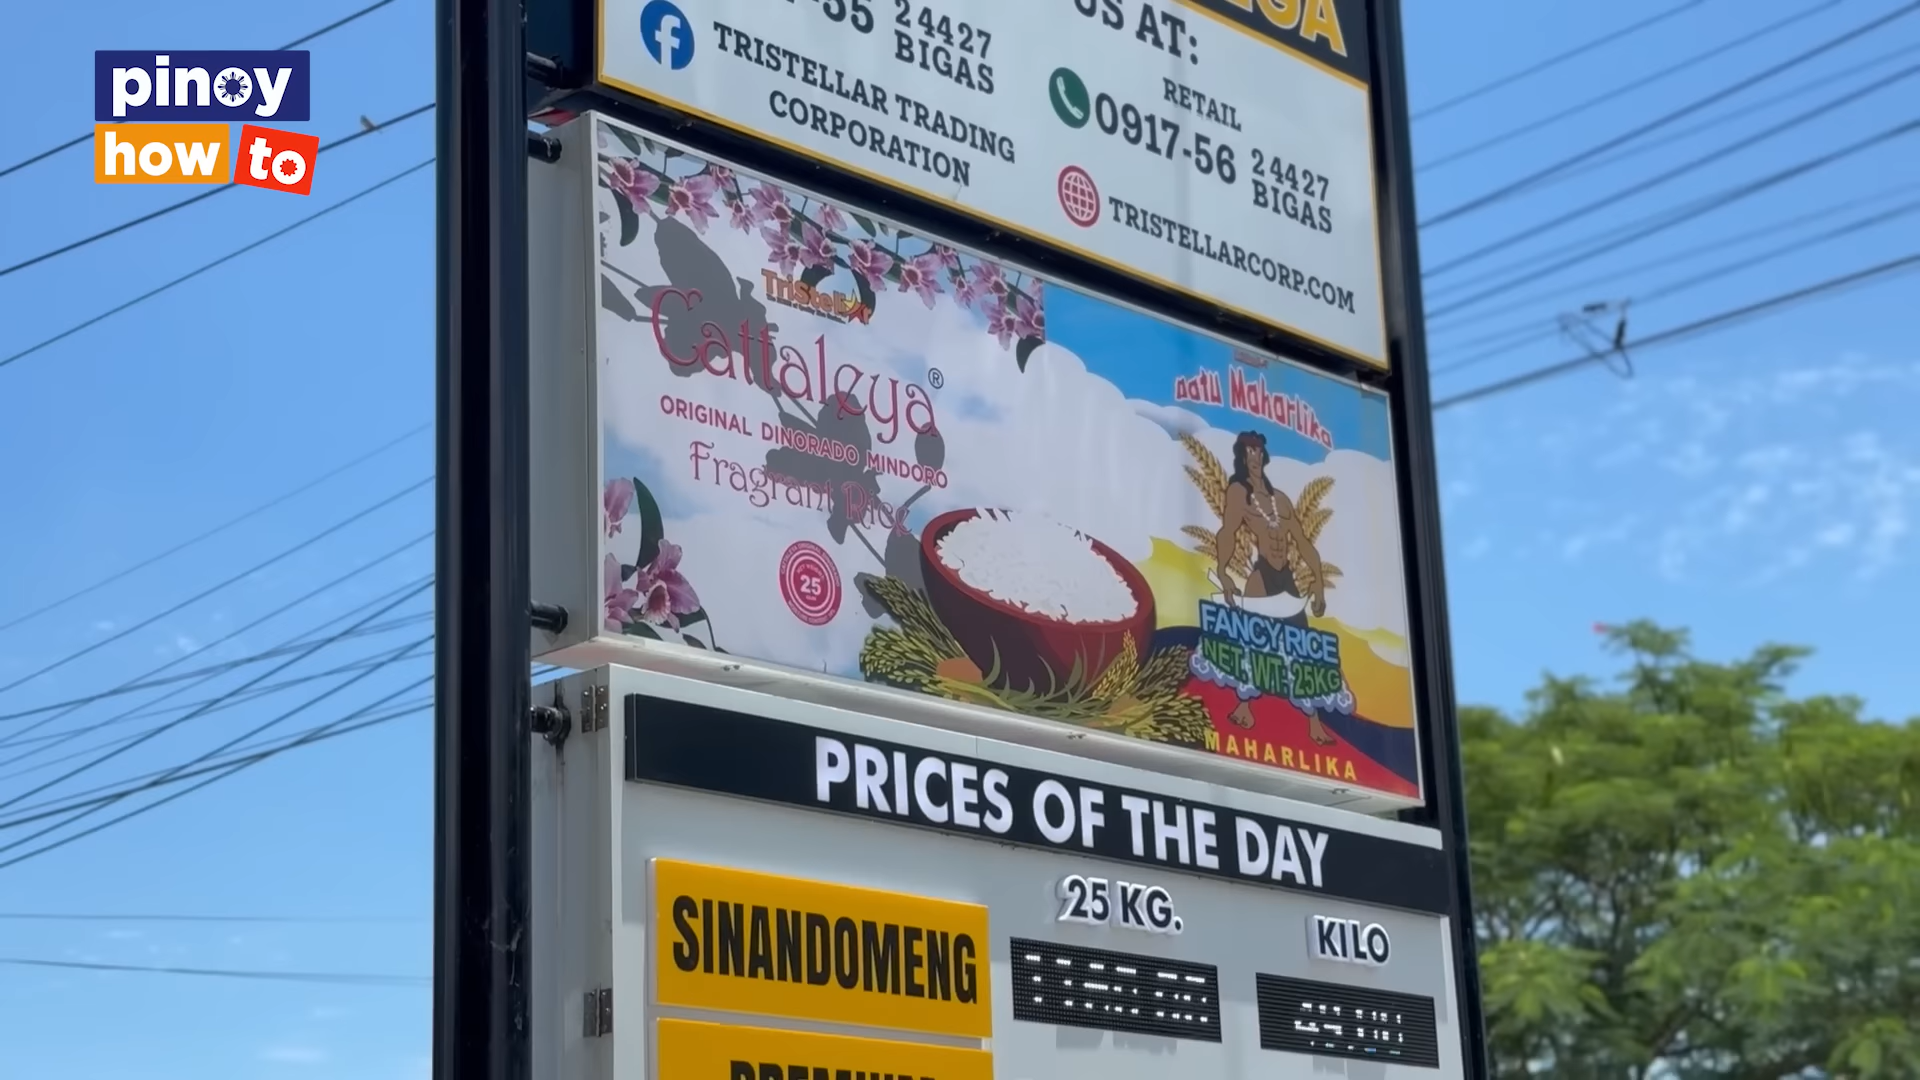 pinoy
how to
24427
BIGAS
TRISTELLAR TRADING
CORPORATION
US AT:
RETAIL
0917-56 24427
BIGAS
TRISTELLARCORP.COM
TriStellar
Cattaleya®
ORIGINAL DINORADO MINDORO
Fragrant Rice
25
Datu Maharlika
FANCY RICE
NET. WT. 25KG
MAHARLIKA
PRICES OF THE DAY
25 KG.
KILO
SINANDOMENG